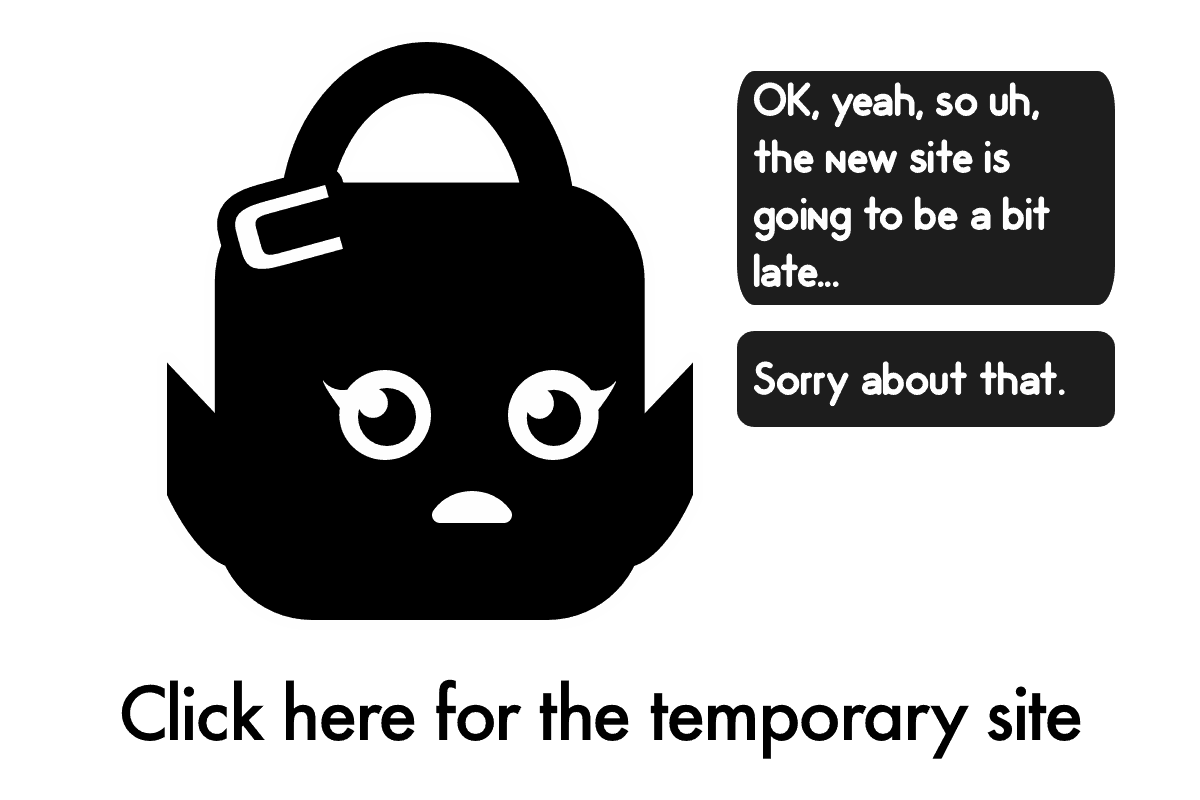 OK, yeah, so uh,
the new site is
going to be a bit
late...
Sorry about that.
Click here for the temporary site